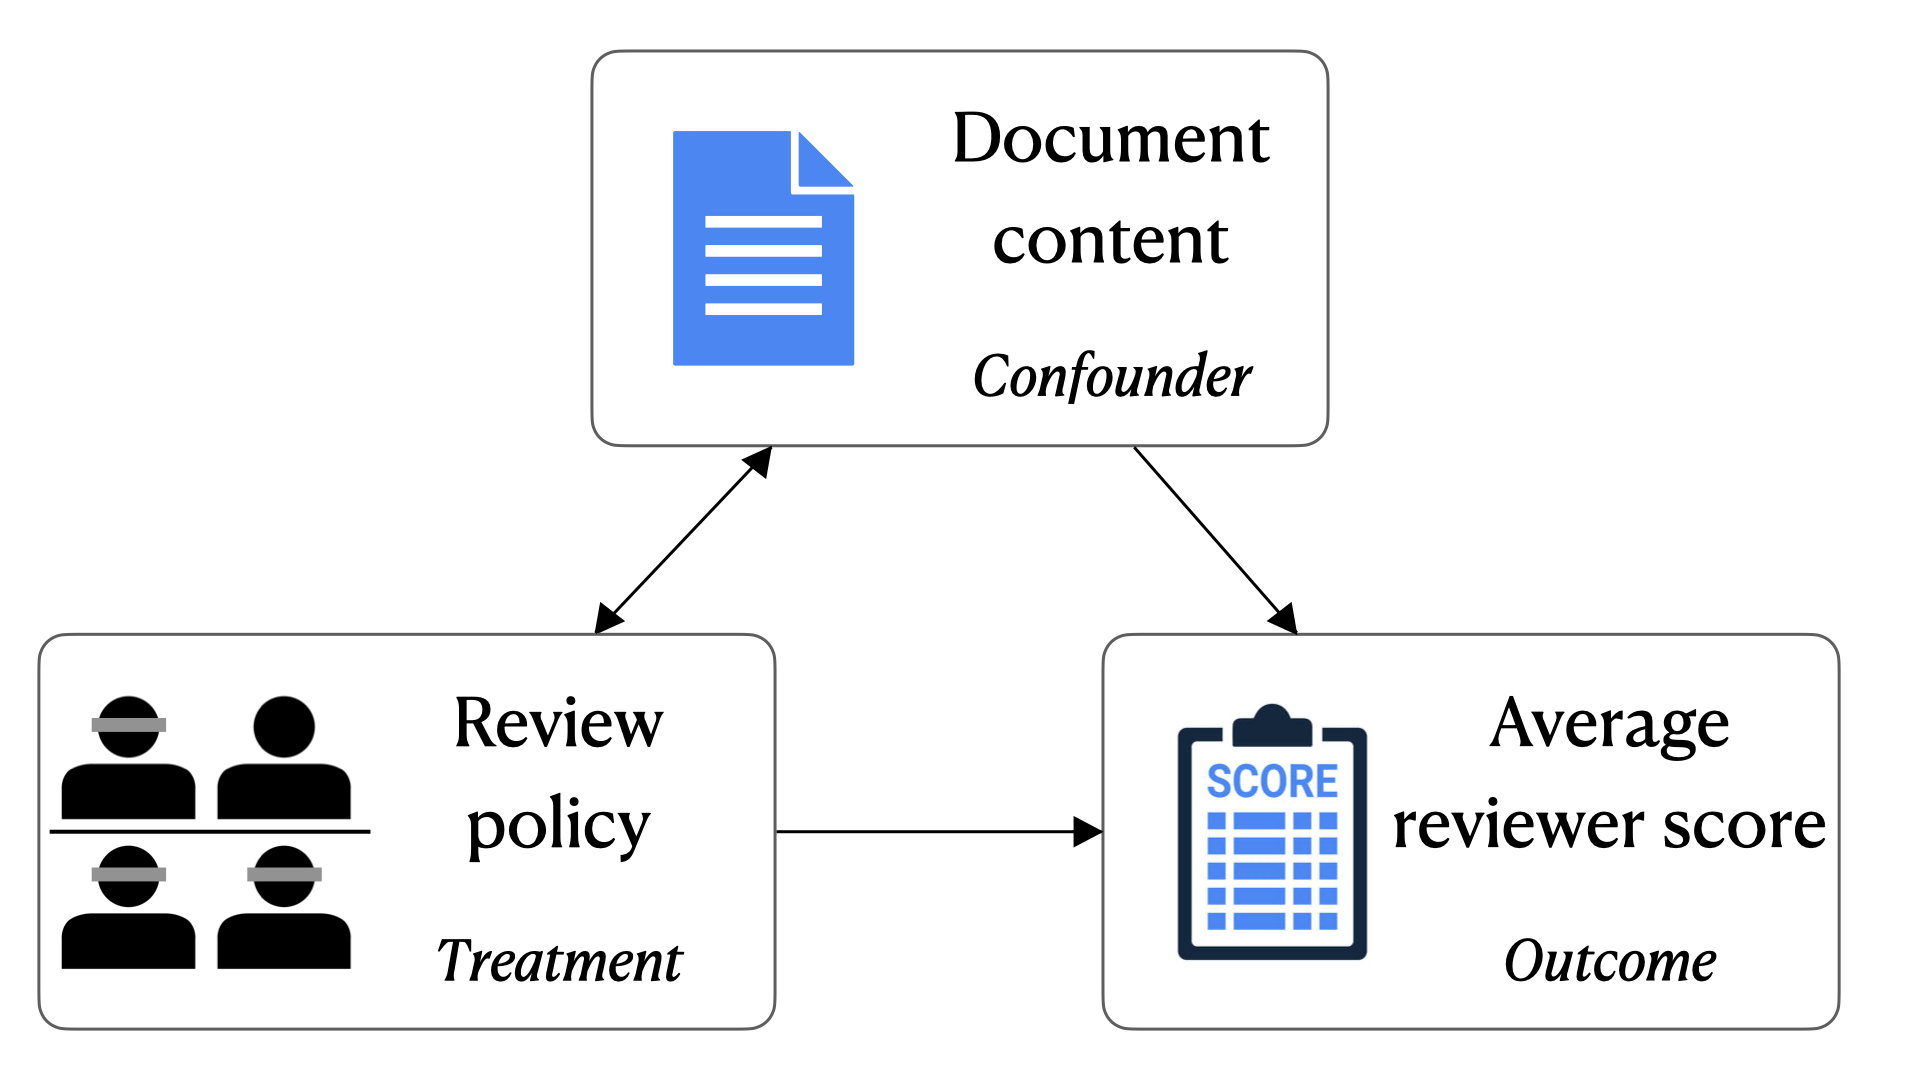 Document
content
Confounder
Review
policy
Treatment
SCORE
Average
reviewer score
Outcome